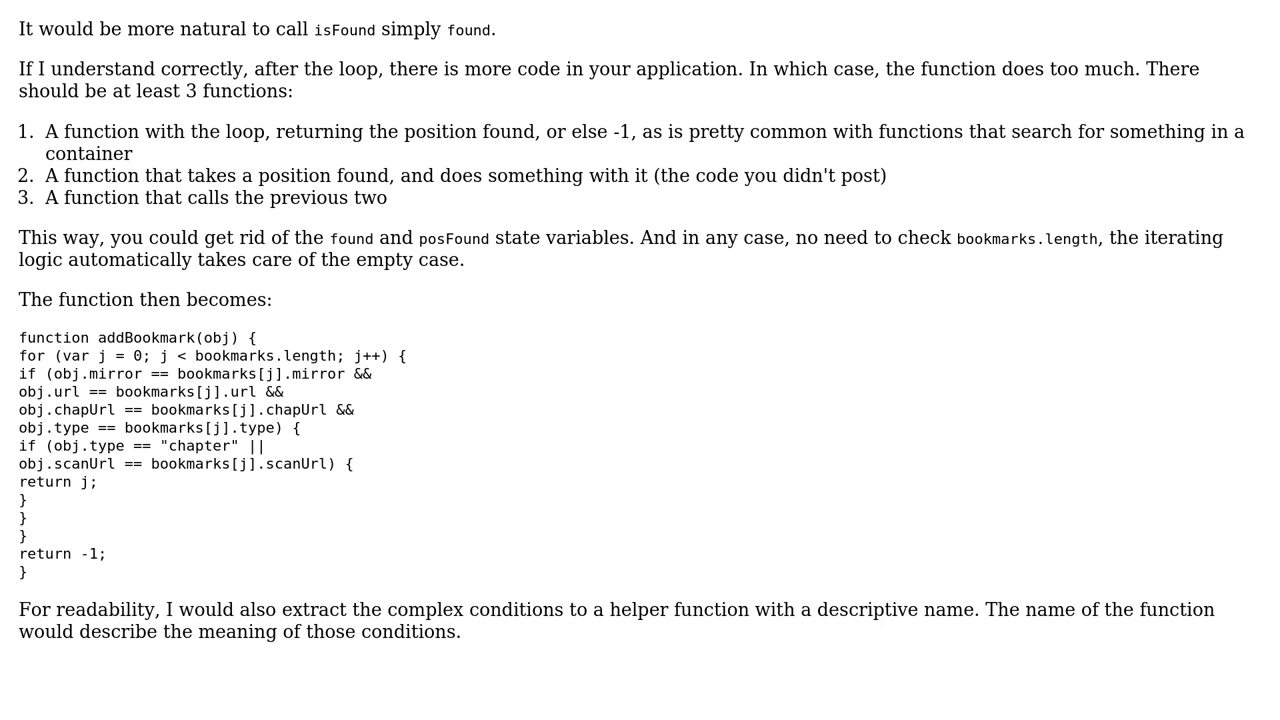 It would be more natural to call isFound simply found.
If I understand correctly, after the loop, there is more code in your application. In which case, the function does too much. There
should be at least 3 functions:
1. A function with the loop, returning the position found, or else -1, as is pretty common with functions that search for something in a
container
2. A function that takes a position found, and does something with it (the code you didn't post)
3. A function that calls the previous two
This way, you could get rid of the found and posFound state variables. And in any case, no need to check bookmarks.length, the iterating
logic automatically takes care of the empty case.
The function then becomes:
function addBookmark(obj) {
for (var j = 0; j < bookmarks.length; j++) {
if (obj.mirror == bookmarks[j].mirror &&
obj.url == bookmarks[j].url &&
obj.chapUrl == bookmarks[j].chapUrl &&
obj.type == bookmarks[j].type) {
if (obj.type == "chapter" ||
obj.scanUrl == bookmarks[j].scanUrl) {
return j;
}
}
}
return -1;
}
For readability, I would also extract the complex conditions to a helper function with a descriptive name. The name of the function
would describe the meaning of those conditions.